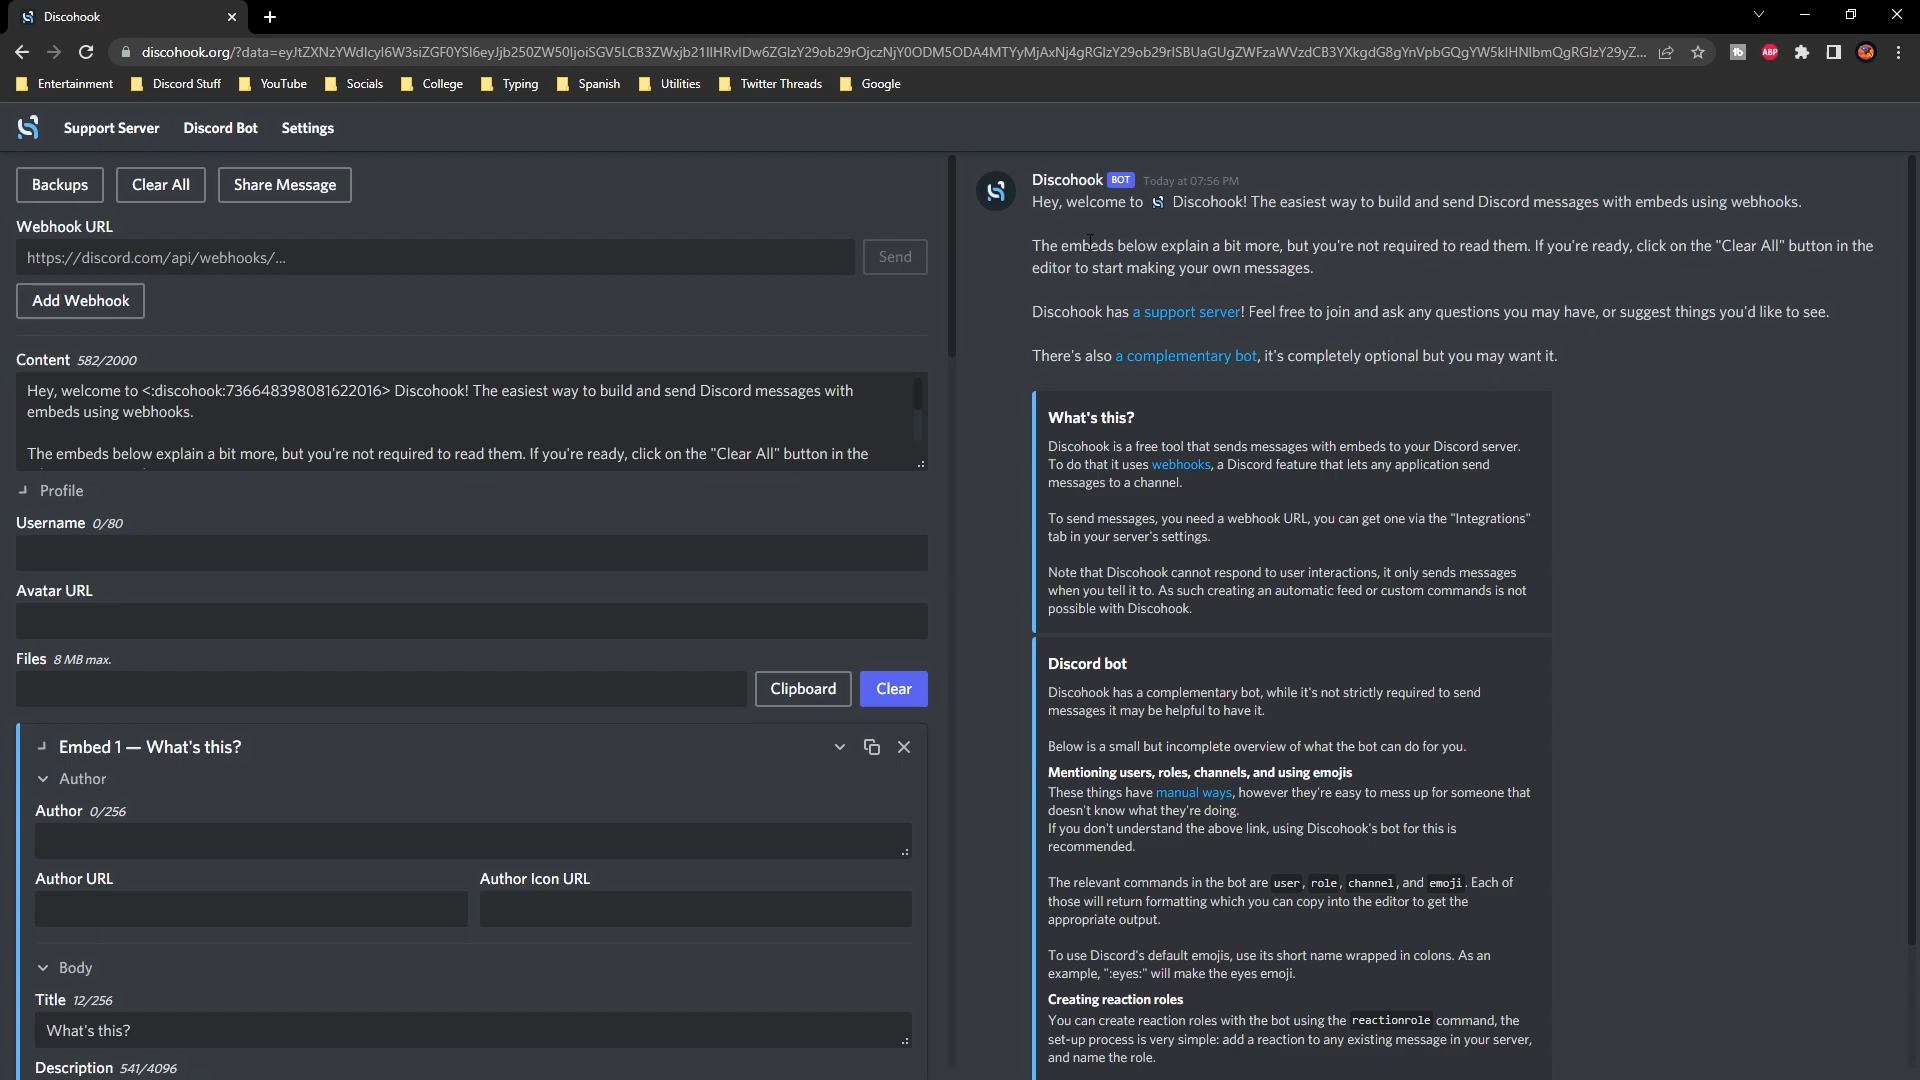 Discohook
discohook.org/?data=eyJtZXNzYWdlcyI6W3siZGF0YSI6eyJjb250ZW50IjoiSGV5LCB3ZWxjb21lIHRvIDw6ZGlzY29ob29rOjczNjY0ODM5ODA4MTYyMjAxNj4gRGlzY29ob29rISBUaGUgZWFzaWVzdCB3YXkgdG8gYnVpbGQgYW5kIHNlbmQgRGlzY29yZ...
ABP
Entertainment Discord Stuff YouTube Socials College Typing Spanish Utilities Twitter Threads Google
Support Server Discord Bot Settings
Backups Clear All Share Message
Webhook URL
https://discord.com/api/webhooks/...
Send
Add Webhook
Content 582/2000
Hey, welcome to <:discohook:736648398081622016> Discohook! The easiest way to build and send Discord messages with
embeds using webhooks.
The embeds below explain a bit more, but you're not required to read them. If you're ready, click on the "Clear All" button in the
Profile
Username 0/80
Avatar URL
Files 8 MB max.
Clipboard Clear
Embed 1 — What's this?
Author
Author 0/256
Author URL Author Icon URL
Body
Title 12/256
What's this?
Description 541/4096
Discohook BOT Today at 07:56 PM
Hey, welcome to Discohook! The easiest way to build and send Discord messages with embeds using webhooks.
The embeds below explain a bit more, but you're not required to read them. If you're ready, click on the "Clear All" button in the
editor to start making your own messages.
Discohook has a support server! Feel free to join and ask any questions you may have, or suggest things you'd like to see.
There's also a complementary bot, it's completely optional but you may want it.
What's this?
Discohook is a free tool that sends messages with embeds to your Discord server.
To do that it uses webhooks, a Discord feature that lets any application send
messages to a channel.
To send messages, you need a webhook URL, you can get one via the "Integrations"
tab in your server's settings.
Note that Discohook cannot respond to user interactions, it only sends messages
when you tell it to. As such creating an automatic feed or custom commands is not
possible with Discohook.
Discord bot
Discohook has a complementary bot, while it's not strictly required to send
messages it may be helpful to have it.
Below is a small but incomplete overview of what the bot can do for you.
Mentioning users, roles, channels, and using emojis
These things have manual ways, however they're easy to mess up for someone that
doesn't know what they're doing.
If you don't understand the above link, using Discohook's bot for this is
recommended.
The relevant commands in the bot are user, role, channel, and emoji. Each of
those will return formatting which you can copy into the editor to get the
appropriate output.
To use Discord's default emojis, use its short name wrapped in colons. As an
example, ":eyes:" will make the eyes emoji.
Creating reaction roles
You can create reaction roles with the bot using the reactionrole command, the
set-up process is very simple: add a reaction to any existing message in your server,
and name the role.